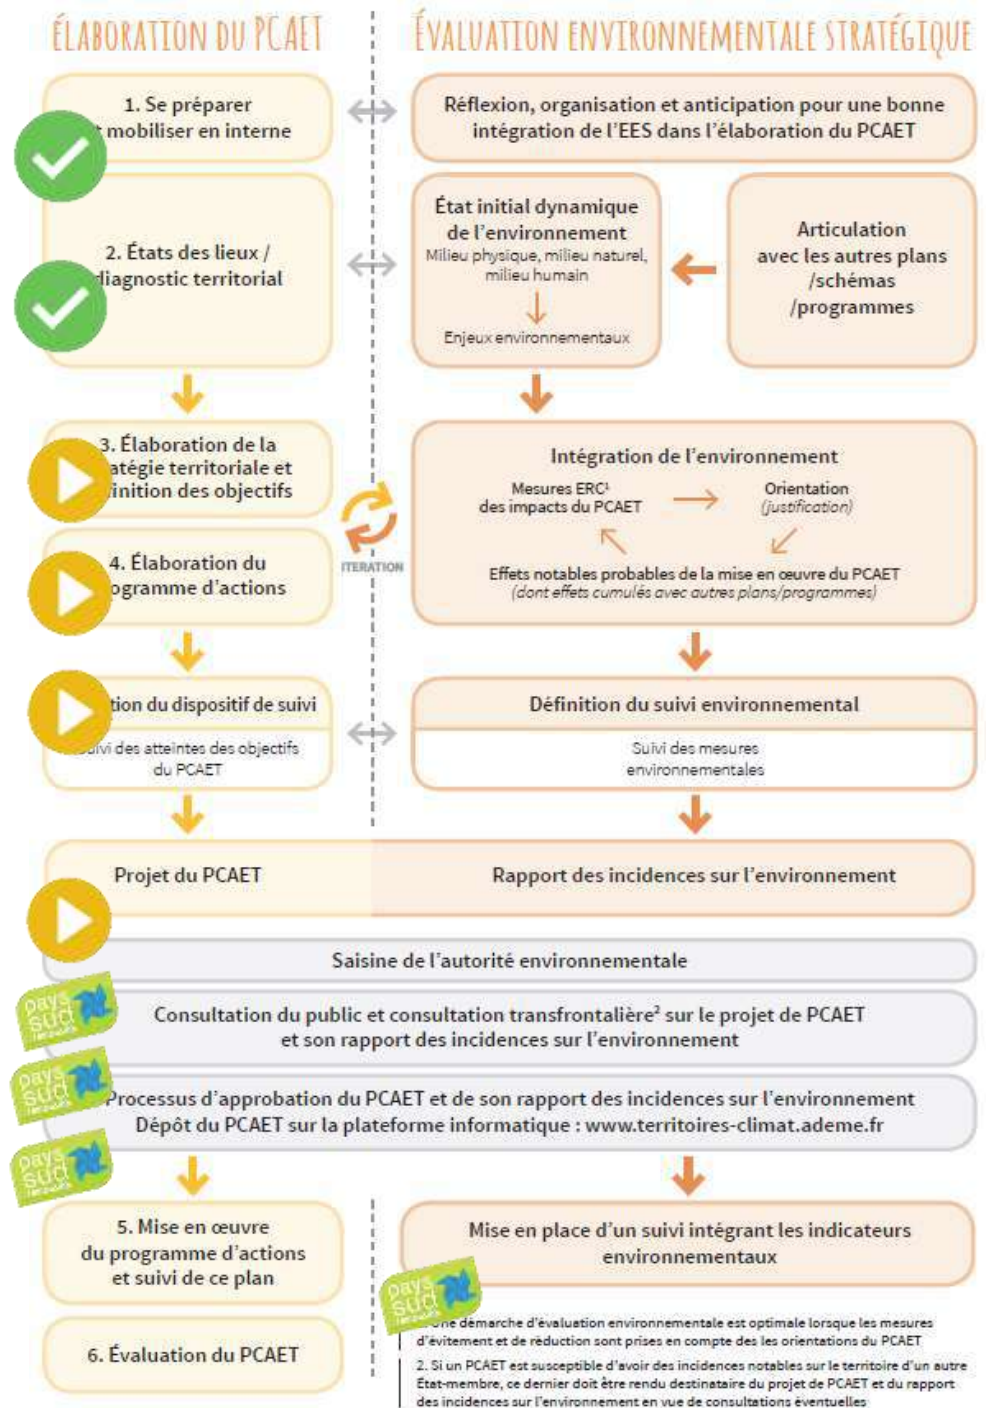 ÉLABORATION DU PCAET
ÉVALUATION ENVIRONNEMENTALE STRATÉGIQUE
1. Se préparer
mobiliser en interne
Réflexion, organisation et anticipation pour une bonne
intégration de l'EES dans l'élaboration du PCAET
2. États des lieux /
diagnostic territorial
État initial dynamique
de l'environnement
Milieu physique, milieu naturel,
milieu humain
Enjeux environnementaux
Articulation
avec les autres plans
/schémas
/programmes
3. Élaboration de la
atégie territoriale et
inition des objectifs
4. Élaboration du
ogramme d'actions
ITERATION
Intégration de l'environnement
Mesures ERC¹
des impacts du PCAET
Orientation
(justification)
Effets notables probables de la mise en œuvre du PCAET
(dont effets cumulés avec autres plans/programmes)
tion du dispositif de suivi
suivi des atteintes des objectifs
du PCAET
Définition du suivi environnemental
Suivi des mesures
environnementales
Projet du PCAET
Rapport des incidences sur l'environnement
Saisine de l'autorité environnementale
pays
sud
Consultation du public et consultation transfrontalière² sur le projet de PCAET
et son rapport des incidences sur l'environnement
pays
sud
Processus d'approbation du PCAET et de son rapport des incidences sur l'environnement
Dépôt du PCAET sur la plateforme informatique : www.territoires-climat.ademe.fr
pays
sud
5. Mise en œuvre
du programme d'actions
et suivi de ce plan
Mise en place d'un suivi intégrant les indicateurs
environnementaux
pays
sud
6. Évaluation du PCAET
Une démarche d'évaluation environnementale est optimale lorsque les mesures
d'évitement et de réduction sont prises en compte des les orientations du PCAET
2. Si un PCAET est susceptible d'avoir des incidences notables sur le territoire d'un autre
État-membre, ce dernier doit être rendu destinataire du projet de PCAET et du rapport
des incidences sur l'environnement en vue de consultations éventuelles